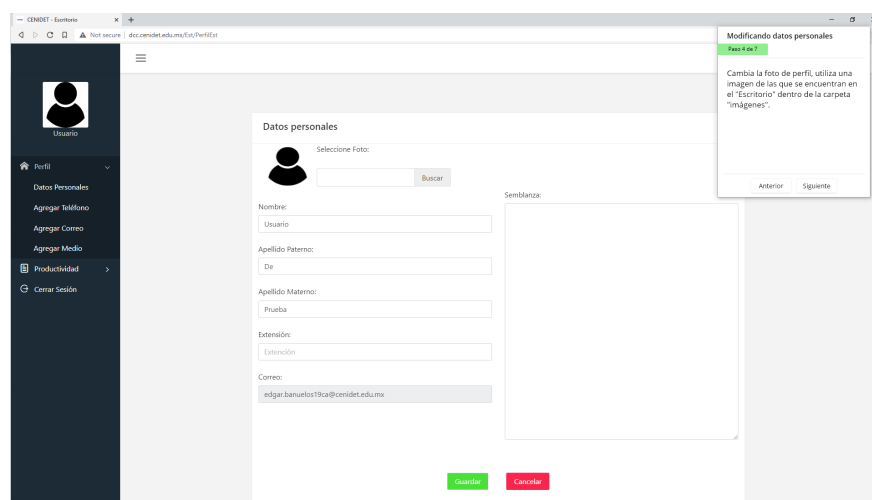 CENIDET - Escritorio
Not secure | dcc.cenidet.edu.mx/Est/PerfilEst
Modificando datos personales
Paso 4 de 7
Cambia la foto de perfil, utiliza una
imagen de las que se encuentran en
el "Escritorio" dentro de la carpeta
"imágenes".
Anterior Siguiente
Usuario
Perfil
Datos Personales
Agregar Teléfono
Agregar Correo
Agregar Medio
Productividad
Cerrar Sesión
Datos personales
Seleccione Foto:
Buscar
Nombre:
Usuario
Apellido Paterno:
De
Apellido Materno:
Prueba
Extensión:
Extención
Correo:
edgar.banuelos19ca@cenidet.edu.mx
Semblanza:
Guardar Cancelar